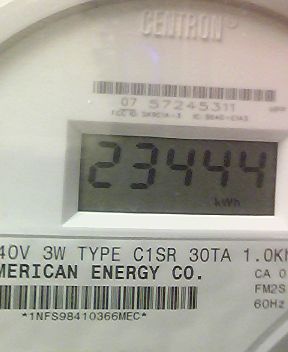 CENTRON
07 57245311
23444
kWh
40V 3W TYPE C1SR 30TA 1.0K
MERICAN ENERGY CO.
CA 0
FM2S
60Hz
*1NFS98410366MEC*